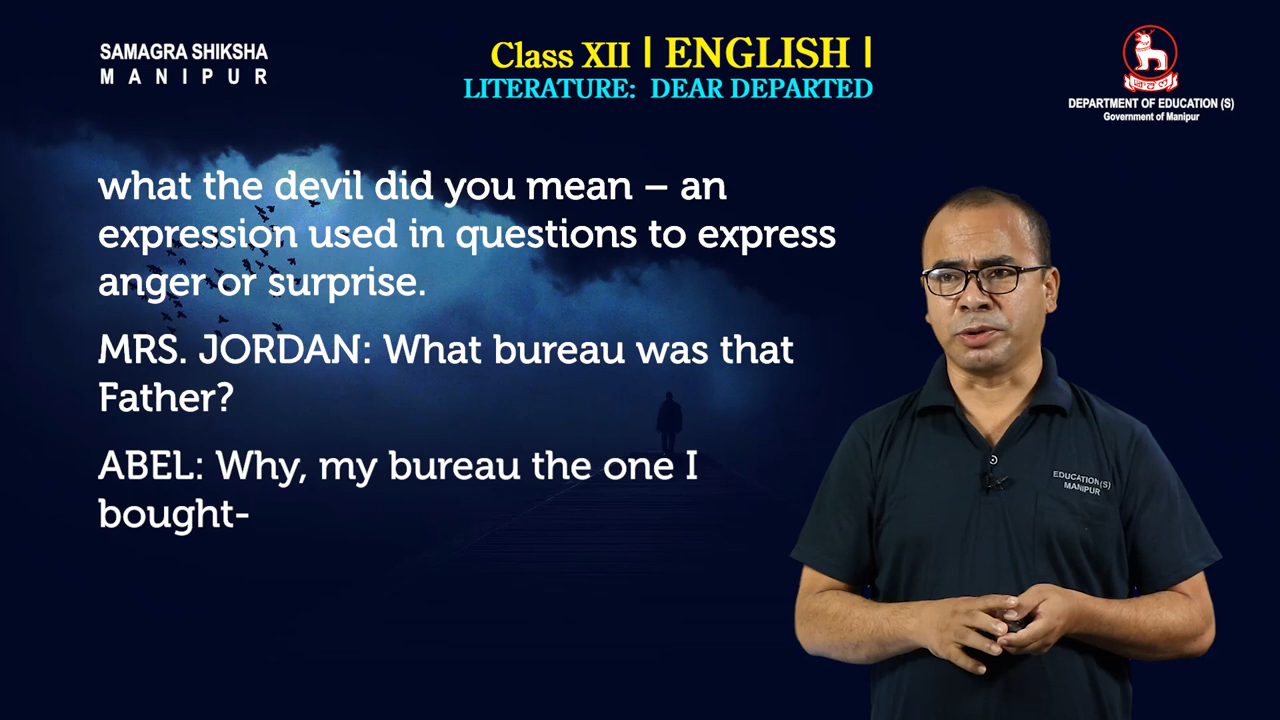 SAMAGRA SHIKSHA
MANIPUR
Class XII | ENGLISH |
LITERATURE: DEAR DEPARTED
DEPARTMENT OF EDUCATION (S)
Government of Manipur
what the devil did you mean – an
expression used in questions to express
anger or surprise.
MRS. JORDAN: What bureau was that
Father?
ABEL: Why, my bureau the one I
bought-
EDUCATION(S)
MANIPUR